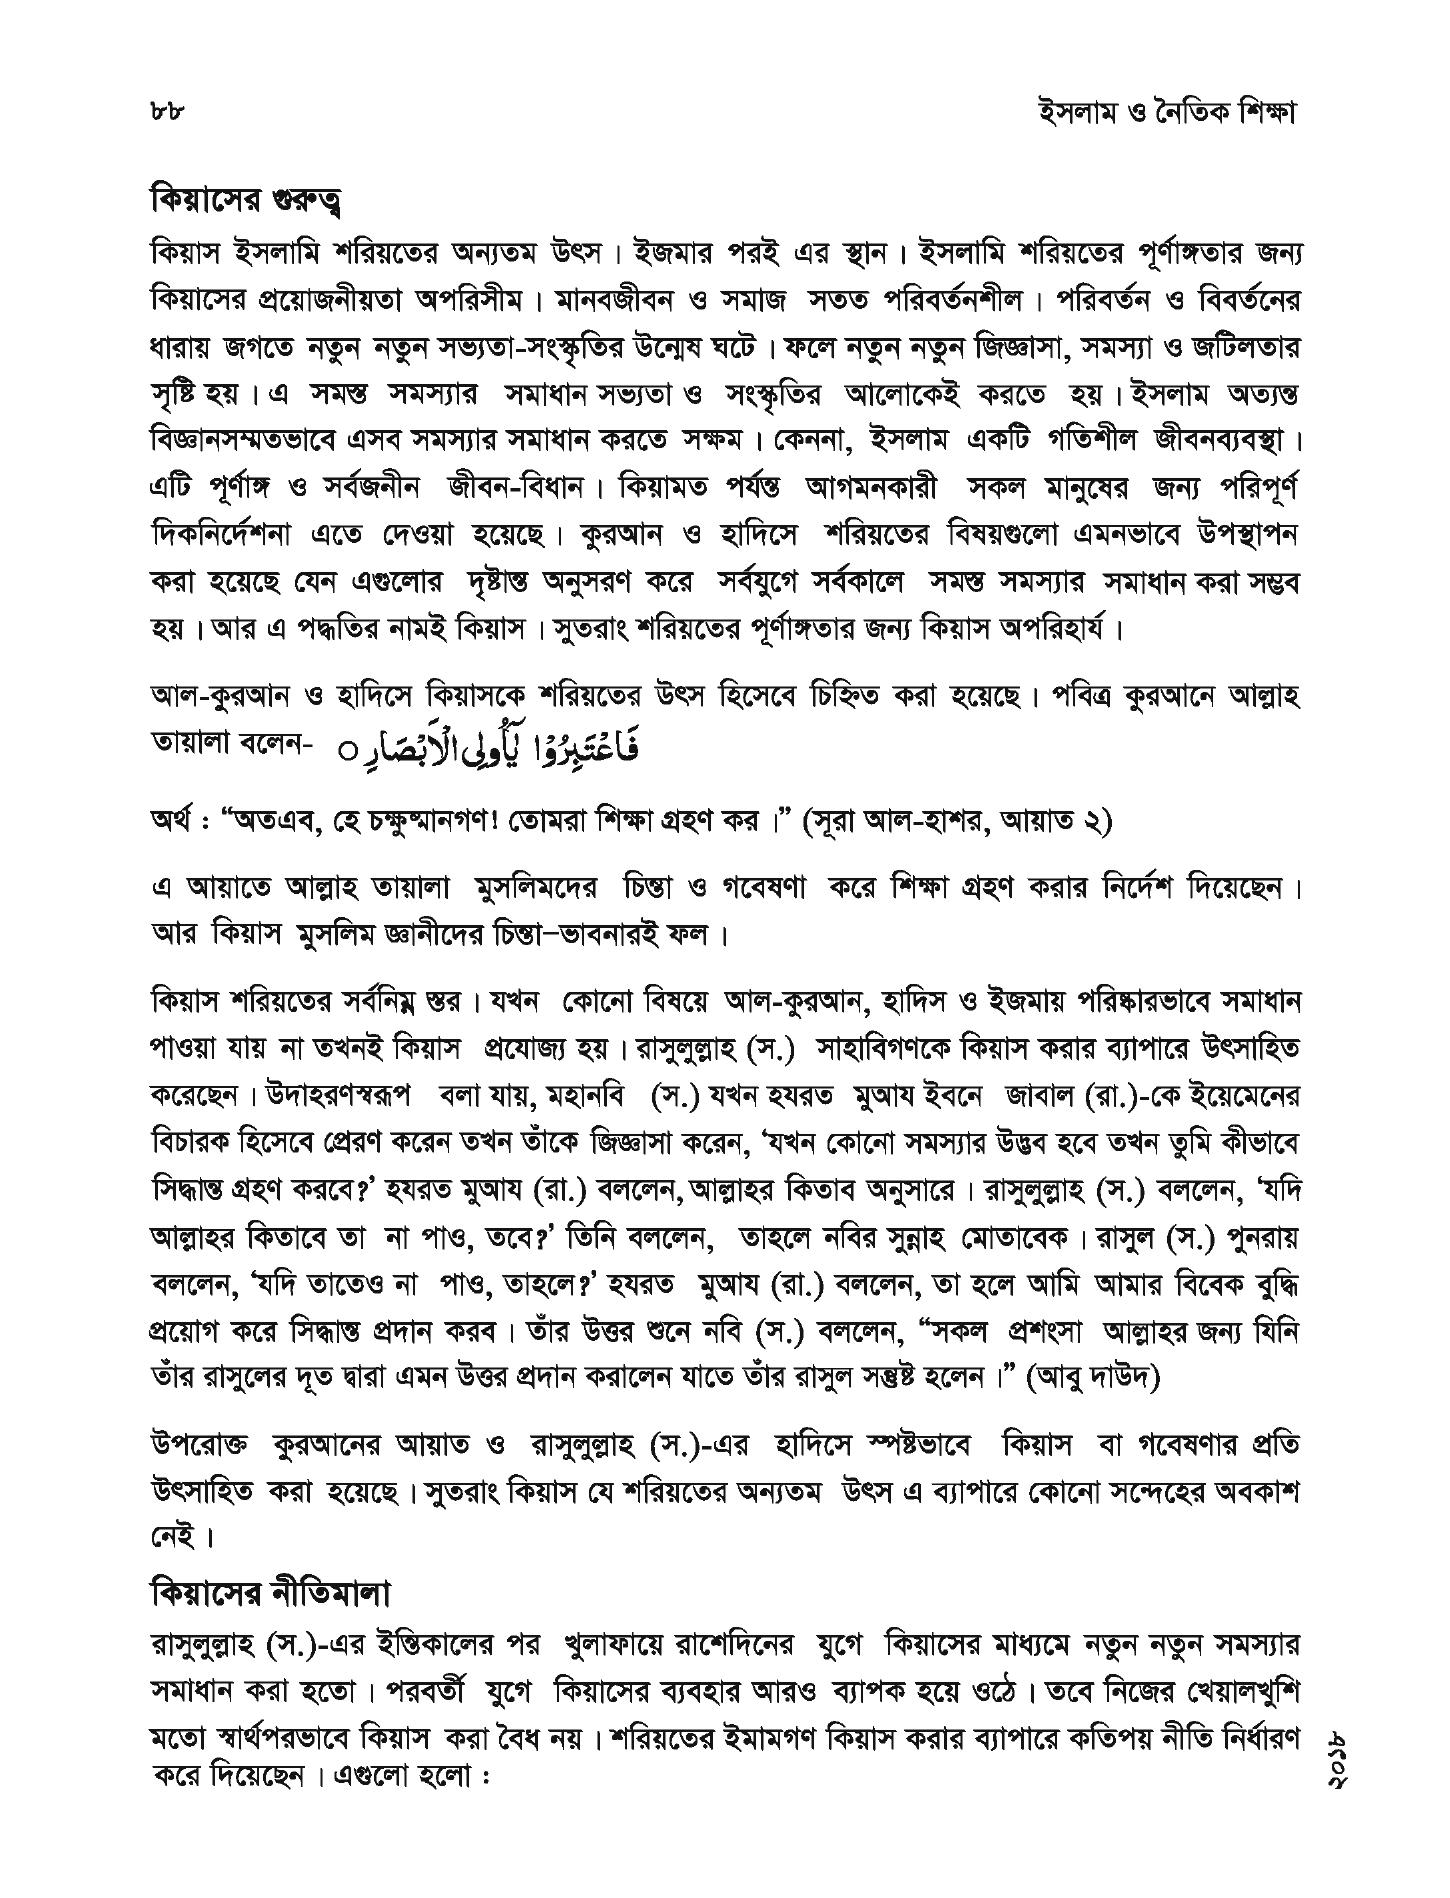 ৮৮
ইসলাম ও নৈতিক শিক্ষা
কিয়াসের গুরুত্ব
কিয়াস ইসলামি শরিয়তের অন্যতম উৎস। ইজমার পরই এর স্থান। ইসলামি শরিয়তের পূর্ণাঙ্গতার জন্য
কিয়াসের প্রয়োজনীয়তা অপরিসীম। মানবজীবন ও সমাজ সতত পরিবর্তনশীল। পরিবর্তন ও বিবর্তনের
ধারায় জগতে নতুন নতুন সভ্যতা-সংস্কৃতির উন্মেষ ঘটে। ফলে নতুন নতুন জিজ্ঞাসা, সমস্যা ও জটিলতার
সৃষ্টি হয়। এ সমস্ত সমস্যার সমাধান সভ্যতা ও সংস্কৃতির আলোকেই করতে হয়। ইসলাম অত্যন্ত
বিজ্ঞানসম্মতভাবে এসব সমস্যার সমাধান করতে সক্ষম। কেননা, ইসলাম একটি গতিশীল জীবনব্যবস্থা।
এটি পূর্ণাঙ্গ ও সর্বজনীন জীবন-বিধান। কিয়ামত পর্যন্ত আগমনকারী সকল মানুষের জন্য পরিপূর্ণ
দিকনির্দেশনা এতে দেওয়া হয়েছে। কুরআন ও হাদিসে শরিয়তের বিষয়গুলো এমনভাবে উপস্থাপন
করা হয়েছে যেন এগুলোর দৃষ্টান্ত অনুসরণ করে সর্বযুগে সর্বকালে সমস্ত সমস্যার সমাধান করা সম্ভব
হয়। আর এ পদ্ধতির নামই কিয়াস। সুতরাং শরিয়তের পূর্ণাঙ্গতার জন্য কিয়াস অপরিহার্য।
আল-কুরআন ও হাদিসে কিয়াসকে শরিয়তের উৎস হিসেবে চিহ্নিত করা হয়েছে। পবিত্র কুরআনে আল্লাহ
তায়ালা বলেন- فَاعْتَبِرُوْا يٰٓأُولِى الْاَبْصَارِ ○
অর্থ : “অতএব, হে চক্ষুষ্মানগণ! তোমরা শিক্ষা গ্রহণ কর।” (সূরা আল-হাশর, আয়াত ২)
এ আয়াতে আল্লাহ তায়ালা মুসলিমদের চিন্তা ও গবেষণা করে শিক্ষা গ্রহণ করার নির্দেশ দিয়েছেন।
আর কিয়াস মুসলিম জ্ঞানীদের চিন্তা–ভাবনারই ফল।
কিয়াস শরিয়তের সর্বনিম্ন স্তর। যখন কোনো বিষয়ে আল-কুরআন, হাদিস ও ইজমায় পরিষ্কারভাবে সমাধান
পাওয়া যায় না তখনই কিয়াস প্রযোজ্য হয়। রাসুলুল্লাহ (স.) সাহাবিগণকে কিয়াস করার ব্যাপারে উৎসাহিত
করেছেন। উদাহরণস্বরূপ বলা যায়, মহানবি (স.) যখন হযরত মুআয ইবনে জাবাল (রা.)-কে ইয়েমেনের
বিচারক হিসেবে প্রেরণ করেন তখন তাঁকে জিজ্ঞাসা করেন, ‘যখন কোনো সমস্যার উদ্ভব হবে তখন তুমি কীভাবে
সিদ্ধান্ত গ্রহণ করবে?’ হযরত মুআয (রা.) বললেন, আল্লাহর কিতাব অনুসারে। রাসুলুল্লাহ (স.) বললেন, ‘যদি
আল্লাহর কিতাবে তা না পাও, তবে?’ তিনি বললেন, তাহলে নবির সুন্নাহ মোতাবেক। রাসুল (স.) পুনরায়
বললেন, ‘যদি তাতেও না পাও, তাহলে?’ হযরত মুআয (রা.) বললেন, তা হলে আমি আমার বিবেক বুদ্ধি
প্রয়োগ করে সিদ্ধান্ত প্রদান করব। তাঁর উত্তর শুনে নবি (স.) বললেন, “সকল প্রশংসা আল্লাহর জন্য যিনি
তাঁর রাসুলের দূত দ্বারা এমন উত্তর প্রদান করালেন যাতে তাঁর রাসুল সন্তুষ্ট হলেন।” (আবু দাউদ)
উপরোক্ত কুরআনের আয়াত ও রাসুলুল্লাহ (স.)-এর হাদিসে স্পষ্টভাবে কিয়াস বা গবেষণার প্রতি
উৎসাহিত করা হয়েছে। সুতরাং কিয়াস যে শরিয়তের অন্যতম উৎস এ ব্যাপারে কোনো সন্দেহের অবকাশ
নেই।
কিয়াসের নীতিমালা
রাসুলুল্লাহ (স.)-এর ইন্তিকালের পর খুলাফায়ে রাশেদিনের যুগে কিয়াসের মাধ্যমে নতুন নতুন সমস্যার
সমাধান করা হতো। পরবর্তী যুগে কিয়াসের ব্যবহার আরও ব্যাপক হয়ে ওঠে। তবে নিজের খেয়ালখুশি
মতো স্বার্থপরভাবে কিয়াস করা বৈধ নয়। শরিয়তের ইমামগণ কিয়াস করার ব্যাপারে কতিপয় নীতি নির্ধারণ
করে দিয়েছেন। এগুলো হলো :
২০১৮